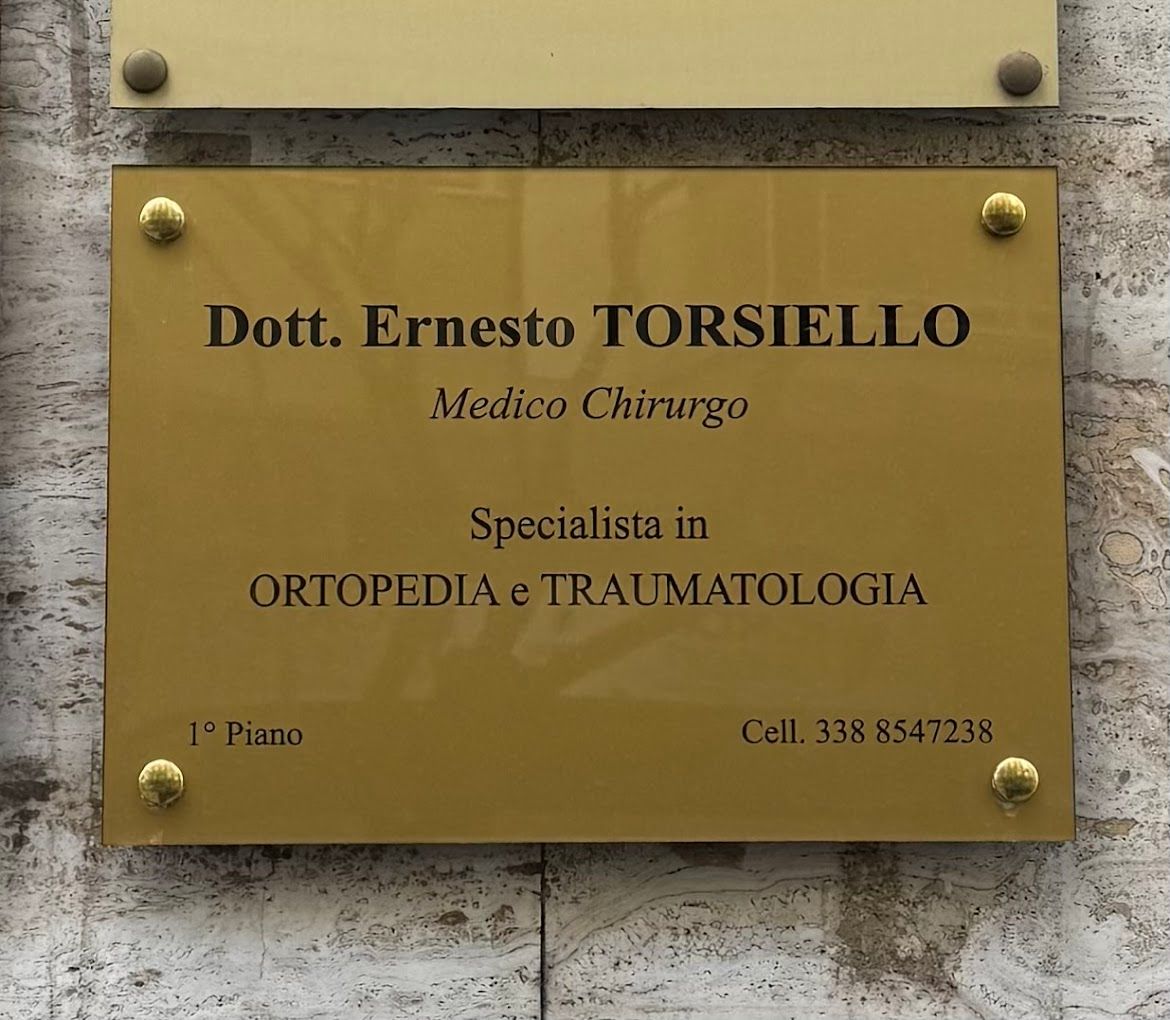 Dott. Ernesto TORSIELLO
Medico Chirurgo
Specialista in
ORTOPEDIA e TRAUMATOLOGIA
1° Piano
Cell. 338 8547238